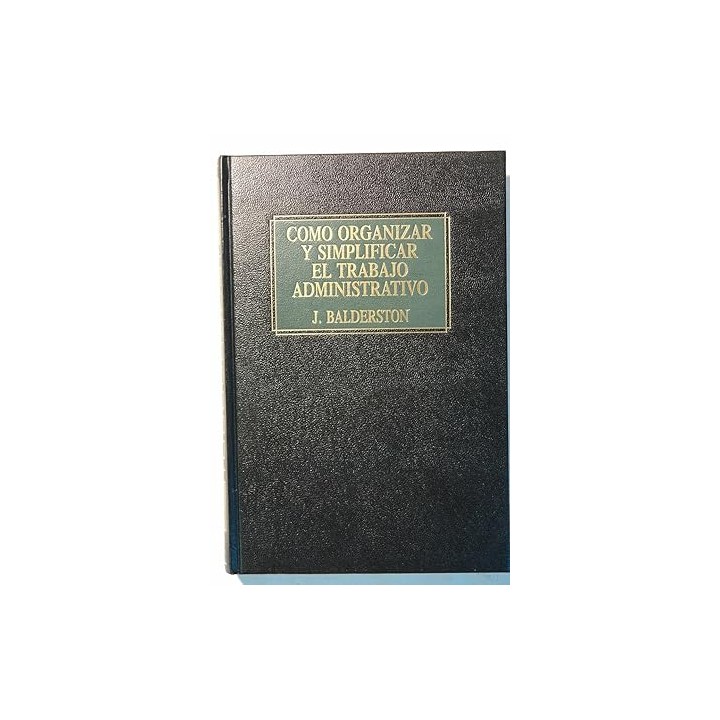 COMO ORGANIZAR
Y SIMPLIFICAR
EL TRABAJO
ADMINISTRATIVO
J. BALDERSTON